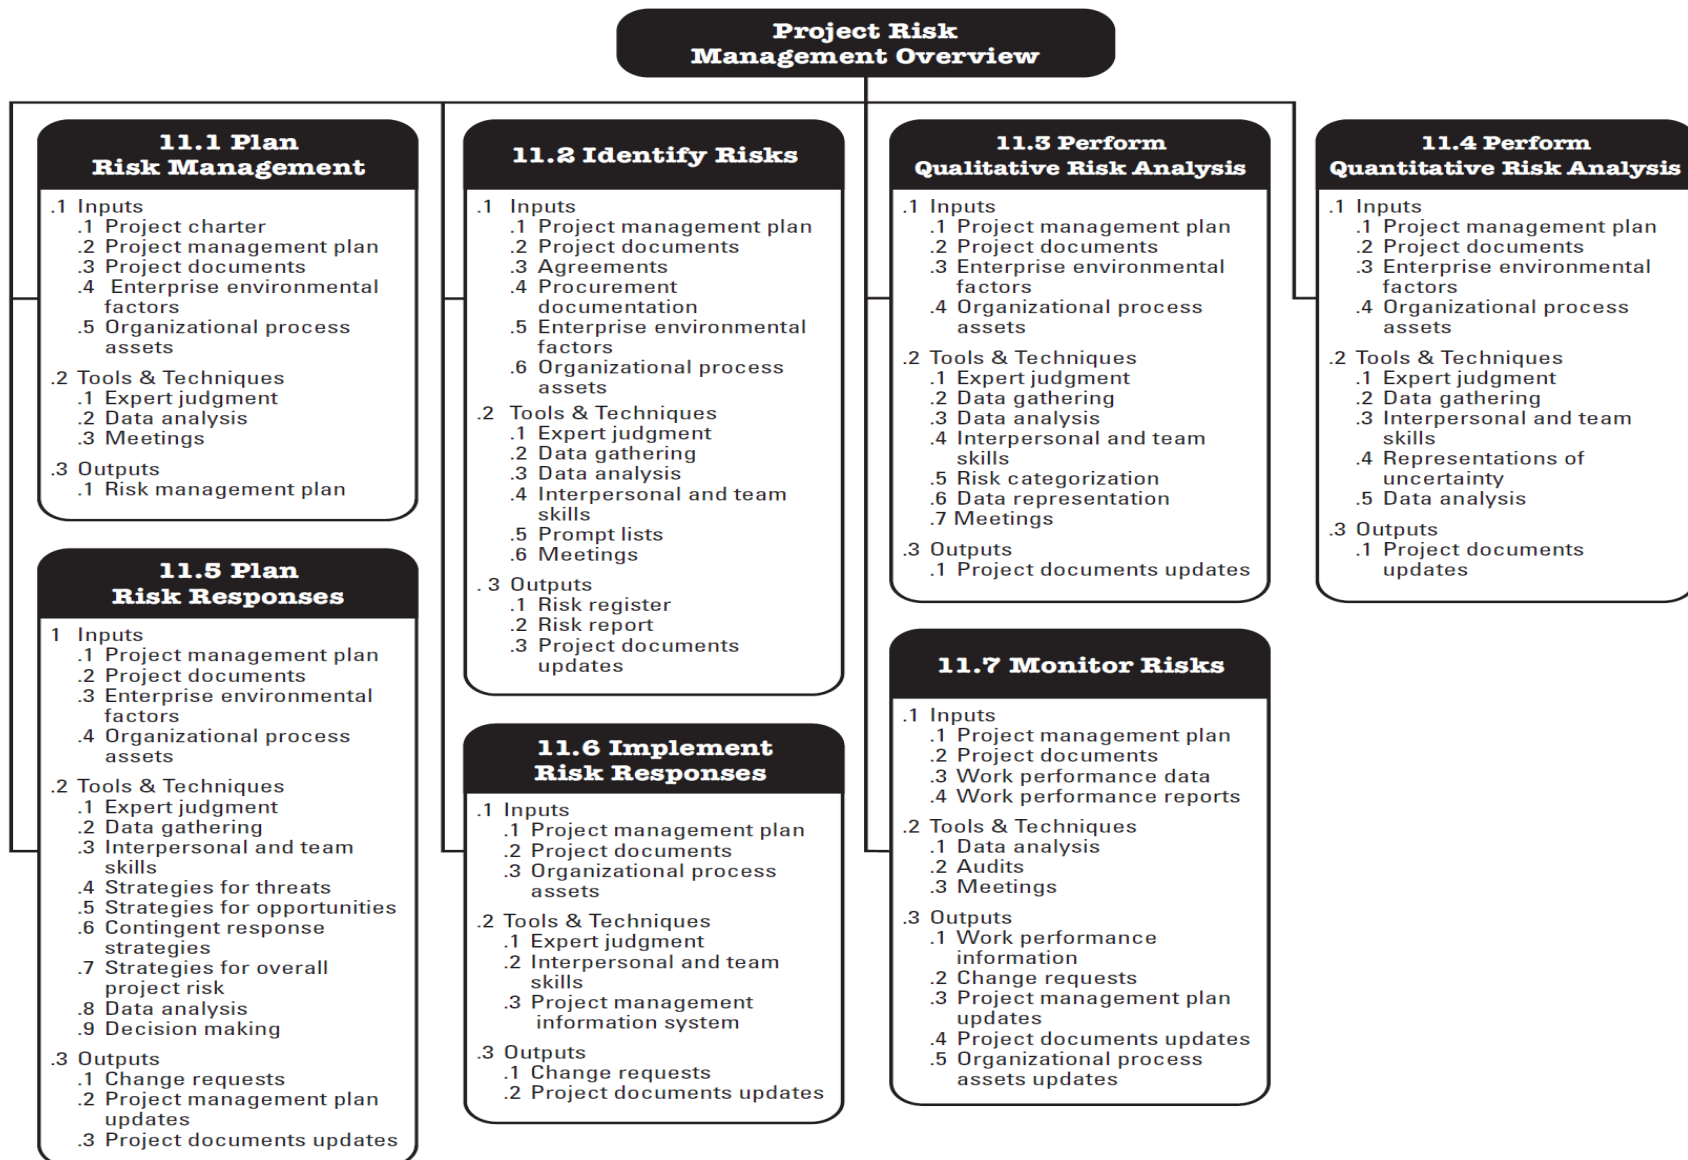 Project Risk
Management Overview
11.1 Plan
Risk Management
.1 Inputs
.1 Project charter
.2 Project management plan
.3 Project documents
.4 Enterprise environmental
factors
.5 Organizational process
assets
.2 Tools & Techniques
.1 Expert judgment
.2 Data analysis
.3 Meetings
.3 Outputs
.1 Risk management plan
11.2 Identify Risks
.1 Inputs
.1 Project management plan
.2 Project documents
.3 Agreements
.4 Procurement
documentation
.5 Enterprise environmental
factors
.6 Organizational process
assets
.2 Tools & Techniques
.1 Expert judgment
.2 Data gathering
.3 Data analysis
.4 Interpersonal and team
skills
.5 Prompt lists
.6 Meetings
. 3 Outputs
.1 Risk register
.2 Risk report
.3 Project documents
updates
11.3 Perform
Qualitative Risk Analysis
.1 Inputs
.1 Project management plan
.2 Project documents
.3 Enterprise environmental
factors
.4 Organizational process
assets
.2 Tools & Techniques
.1 Expert judgment
.2 Data gathering
.3 Data analysis
.4 Interpersonal and team
skills
.5 Risk categorization
.6 Data representation
.7 Meetings
.3 Outputs
.1 Project documents updates
11.4 Perform
Quantitative Risk Analysis
.1 Inputs
.1 Project management plan
.2 Project documents
.3 Enterprise environmental
factors
.4 Organizational process
assets
.2 Tools & Techniques
.1 Expert judgment
.2 Data gathering
.3 Interpersonal and team
skills
.4 Representations of
uncertainty
.5 Data analysis
.3 Outputs
.1 Project documents
updates
11.5 Plan
Risk Responses
1 Inputs
.1 Project management plan
.2 Project documents
.3 Enterprise environmental
factors
.4 Organizational process
assets
.2 Tools & Techniques
.1 Expert judgment
.2 Data gathering
.3 Interpersonal and team
skills
.4 Strategies for threats
.5 Strategies for opportunities
.6 Contingent response
strategies
.7 Strategies for overall
project risk
.8 Data analysis
.9 Decision making
.3 Outputs
.1 Change requests
.2 Project management plan
updates
.3 Project documents updates
11.6 Implement
Risk Responses
.1 Inputs
.1 Project management plan
.2 Project documents
.3 Organizational process
assets
.2 Tools & Techniques
.1 Expert judgment
.2 Interpersonal and team
skills
.3 Project management
information system
.3 Outputs
.1 Change requests
.2 Project documents updates
11.7 Monitor Risks
.1 Inputs
.1 Project management plan
.2 Project documents
.3 Work performance data
.4 Work performance reports
.2 Tools & Techniques
.1 Data analysis
.2 Audits
.3 Meetings
.3 Outputs
.1 Work performance
information
.2 Change requests
.3 Project management plan
updates
.4 Project documents updates
.5 Organizational process
assets updates